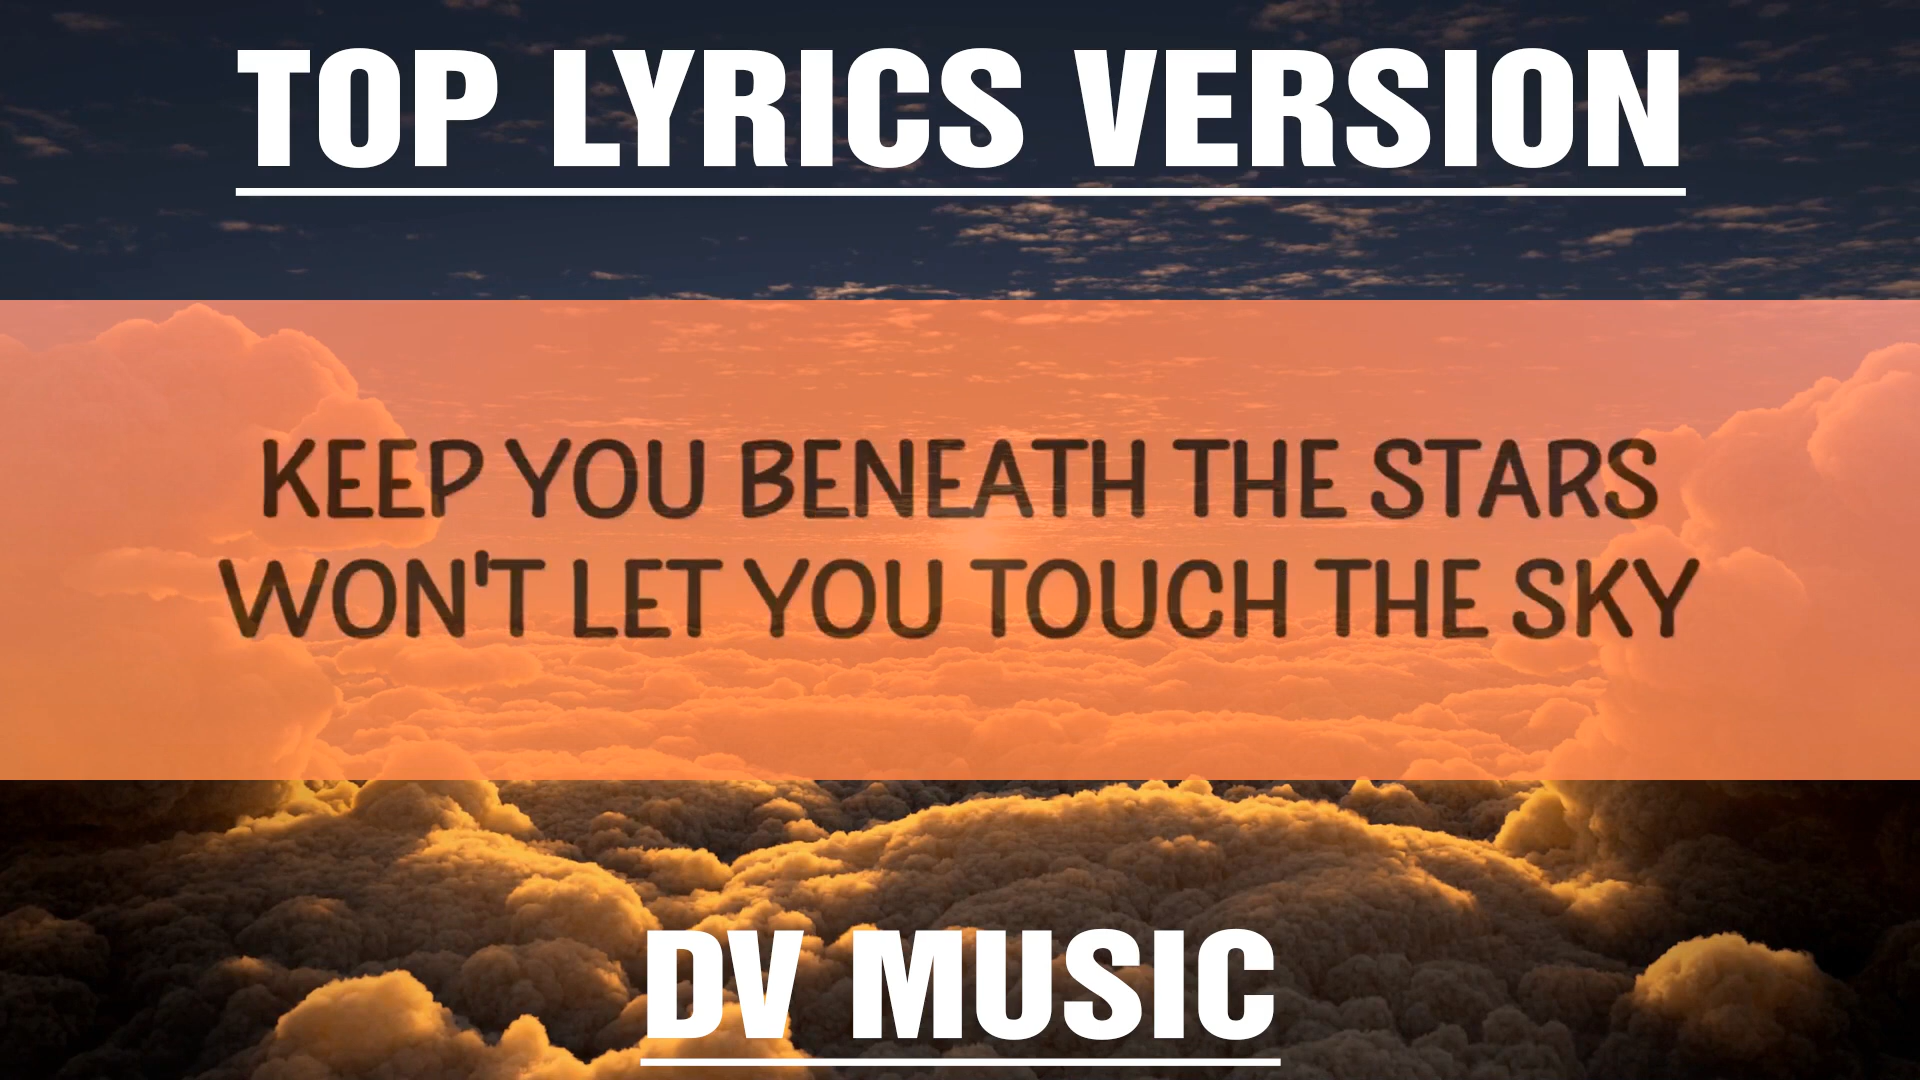 TOP LYRICS VERSION
KEEP YOU BENEATH THE STARS
WON'T LET YOU TOUCH THE SKY
DV MUSIC